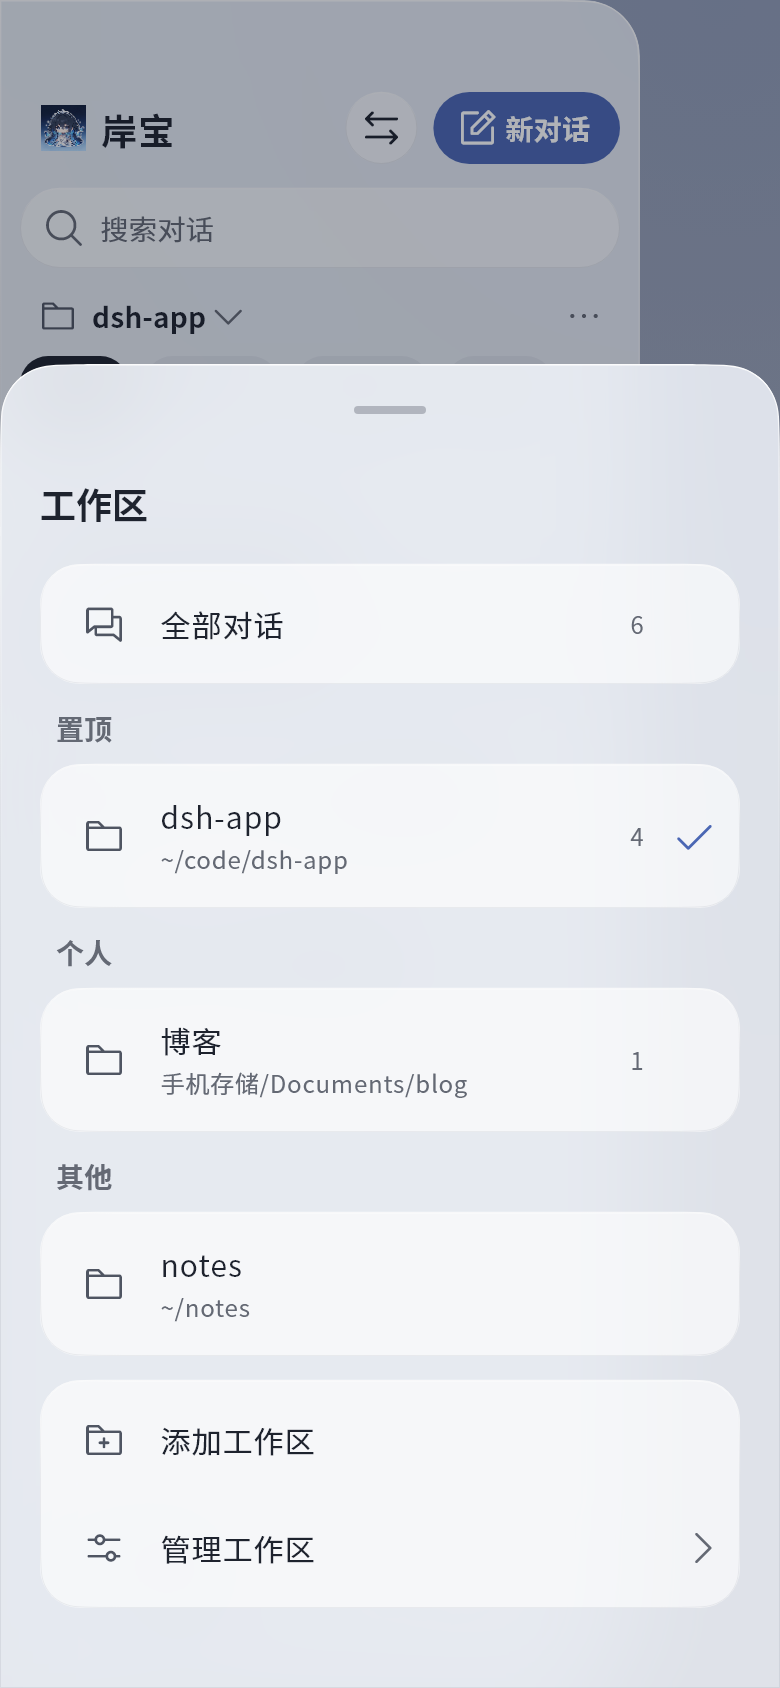 岸宝
新对话
搜索对话
dsh-app
工作区
全部对话 6
置顶
dsh-app
~/code/dsh-app
4
个人
博客
手机存储/Documents/blog
1
其他
notes
~/notes
添加工作区
管理工作区